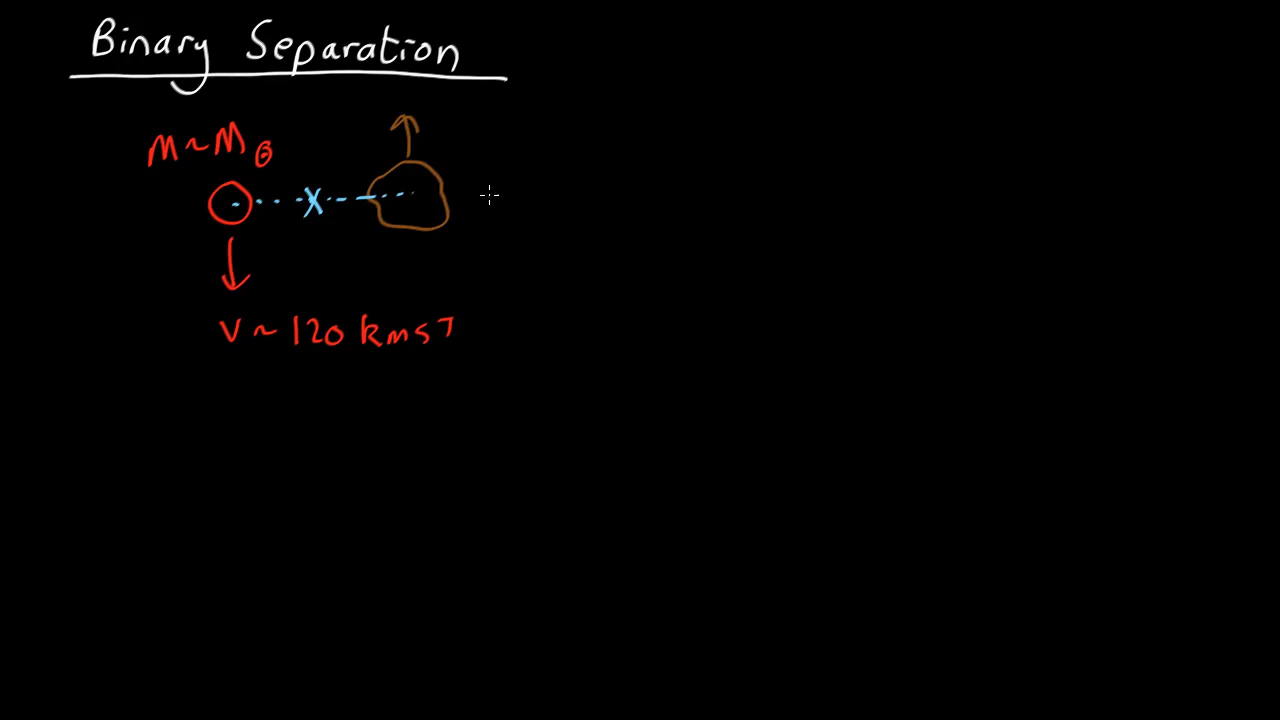 Binary Separation
M~M☉
X
V ~ 120 kms⁻¹